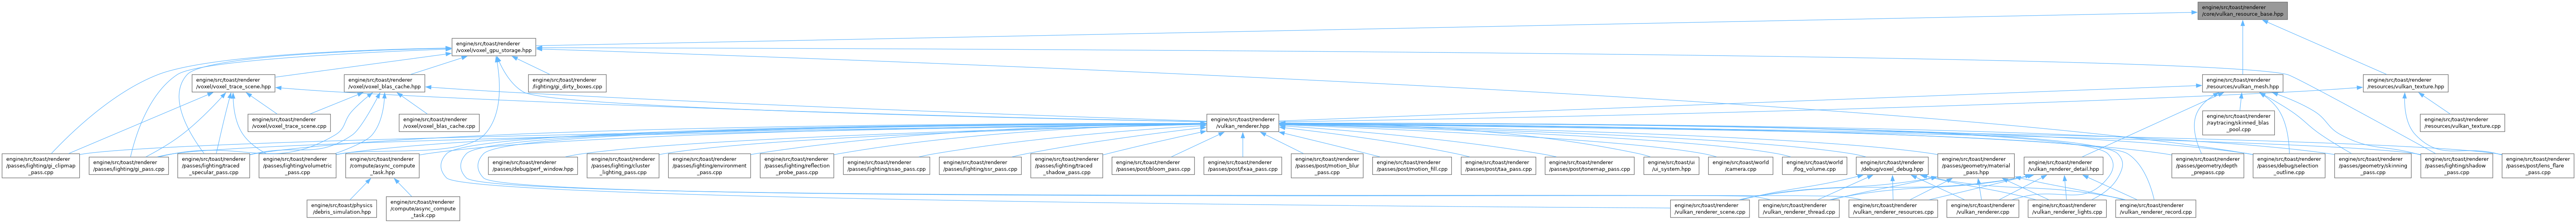 engine/src/toast/renderer
/core/vulkan_resource_base.hpp
engine/src/toast/renderer
/voxel/voxel_gpu_storage.hpp
engine/src/toast/renderer
/voxel/voxel_trace_scene.hpp
engine/src/toast/renderer
/voxel/voxel_blas_cache.hpp
engine/src/toast/renderer
/lighting/gi_dirty_boxes.cpp
engine/src/toast/renderer
/resources/vulkan_mesh.hpp
engine/src/toast/renderer
/resources/vulkan_texture.hpp
engine/src/toast/renderer
/voxel/voxel_trace_scene.cpp
engine/src/toast/renderer
/voxel/voxel_blas_cache.cpp
engine/src/toast/renderer
/vulkan_renderer.hpp
engine/src/toast/renderer
/raytracing/skinned_blas
_pool.cpp
engine/src/toast/renderer
/resources/vulkan_texture.cpp
engine/src/toast/renderer
/passes/lighting/gi_clipmap
_pass.cpp
engine/src/toast/renderer
/passes/lighting/gi_pass.cpp
engine/src/toast/renderer
/passes/lighting/traced
_specular_pass.cpp
engine/src/toast/renderer
/passes/lighting/volumetric
_pass.cpp
engine/src/toast/renderer
/compute/async_compute
_task.hpp
engine/src/toast/renderer
/passes/debug/perf_window.hpp
engine/src/toast/renderer
/passes/lighting/cluster
_lighting_pass.cpp
engine/src/toast/renderer
/passes/lighting/environment
_pass.cpp
engine/src/toast/renderer
/passes/lighting/reflection
_probe_pass.cpp
engine/src/toast/renderer
/passes/lighting/ssao_pass.cpp
engine/src/toast/renderer
/passes/lighting/ssr_pass.cpp
engine/src/toast/renderer
/passes/lighting/traced
_shadow_pass.cpp
engine/src/toast/renderer
/passes/post/bloom_pass.cpp
engine/src/toast/renderer
/passes/post/fxaa_pass.cpp
engine/src/toast/renderer
/passes/post/motion_blur
_pass.cpp
engine/src/toast/renderer
/passes/post/motion_fill.cpp
engine/src/toast/renderer
/passes/post/taa_pass.cpp
engine/src/toast/renderer
/passes/post/tonemap_pass.cpp
engine/src/toast/ui
/ui_system.hpp
engine/src/toast/world
/camera.cpp
engine/src/toast/world
/fog_volume.cpp
engine/src/toast/renderer
/debug/voxel_debug.hpp
engine/src/toast/renderer
/passes/geometry/material
_pass.hpp
engine/src/toast/renderer
/vulkan_renderer_detail.hpp
engine/src/toast/renderer
/passes/geometry/depth
_prepass.cpp
engine/src/toast/renderer
/passes/debug/selection
_outline.cpp
engine/src/toast/renderer
/passes/geometry/skinning
_pass.cpp
engine/src/toast/renderer
/passes/lighting/shadow
_pass.cpp
engine/src/toast/renderer
/passes/post/lens_flare
_pass.cpp
engine/src/toast/physics
/debris_simulation.hpp
engine/src/toast/renderer
/compute/async_compute
_task.cpp
engine/src/toast/renderer
/vulkan_renderer_scene.cpp
engine/src/toast/renderer
/vulkan_renderer_thread.cpp
engine/src/toast/renderer
/vulkan_renderer_resources.cpp
engine/src/toast/renderer
/vulkan_renderer.cpp
engine/src/toast/renderer
/vulkan_renderer_lights.cpp
engine/src/toast/renderer
/vulkan_renderer_record.cpp